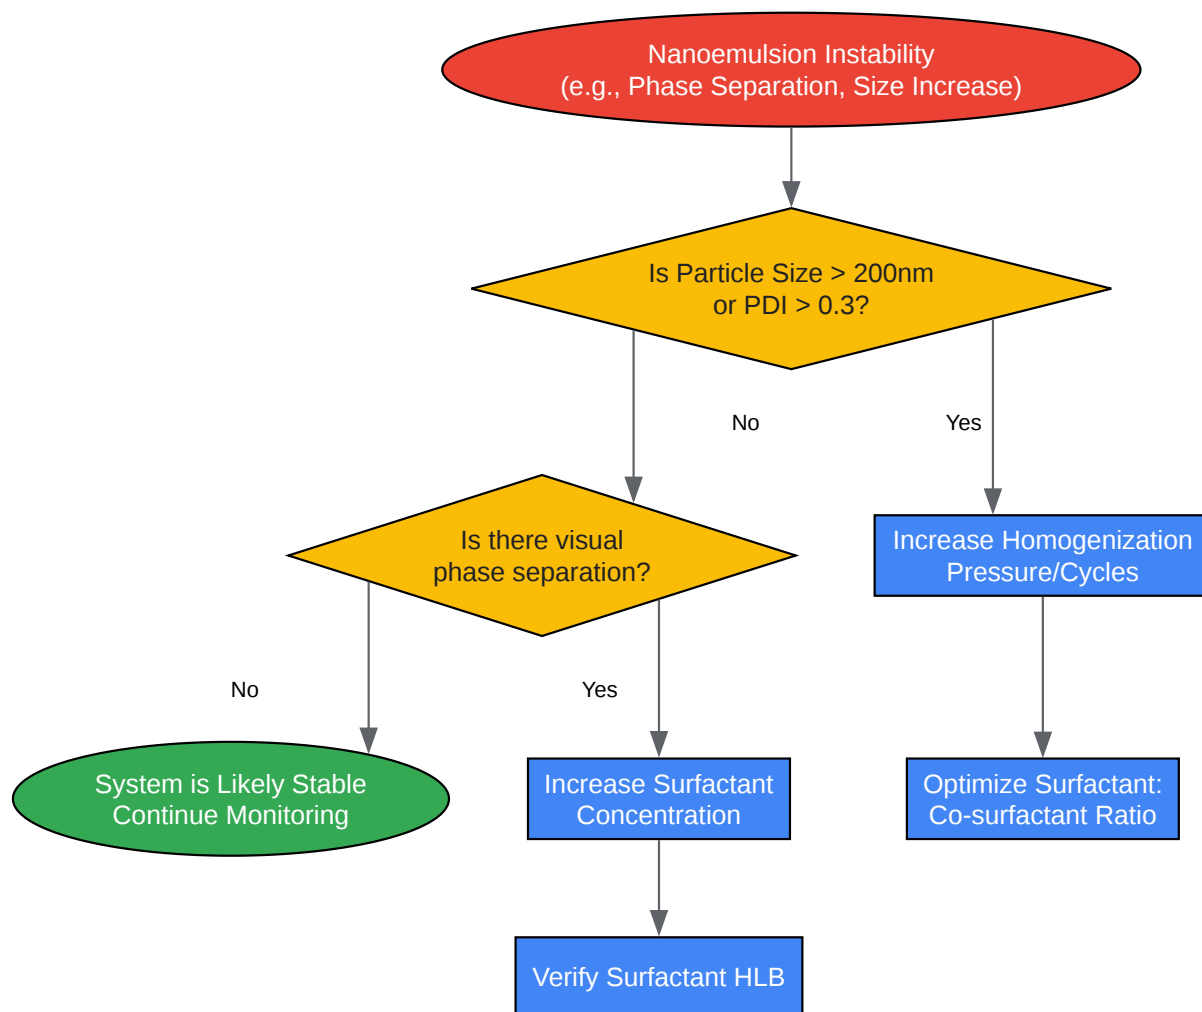 Nanoemulsion Instability
(e.g., Phase Separation, Size Increase)
Is Particle Size > 200nm
or PDI > 0.3?
No
Yes
Is there visual
phase separation?
Increase Homogenization
Pressure/Cycles
No
Yes
System is Likely Stable
Continue Monitoring
Increase Surfactant
Concentration
Optimize Surfactant:
Co-surfactant Ratio
Verify Surfactant HLB